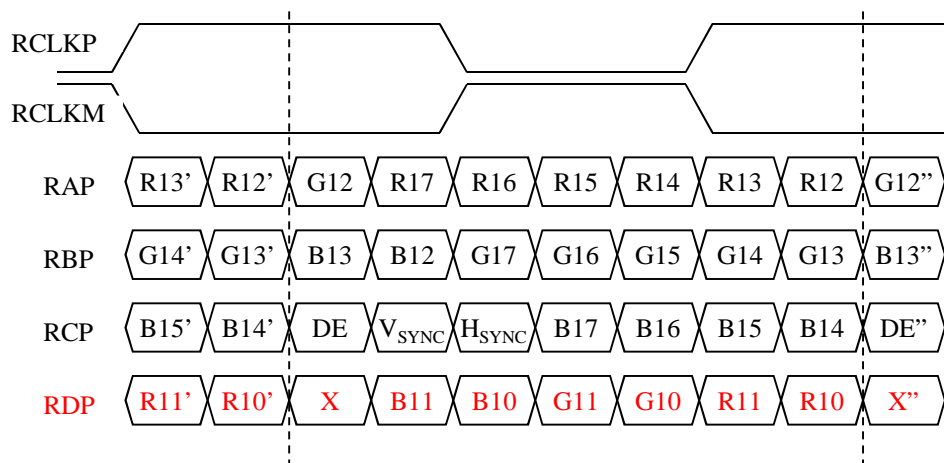 RCLKP
RCLKM
RAP R13’ R12’ G12 R17 R16 R15 R14 R13 R12 G12”
RBP G14’ G13’ B13 B12 G17 G16 G15 G14 G13 B13”
RCP B15’ B14’ DE VSYNC HSYNC B17 B16 B15 B14 DE”
RDP R11’ R10’ X B11 B10 G11 G10 R11 R10 X”